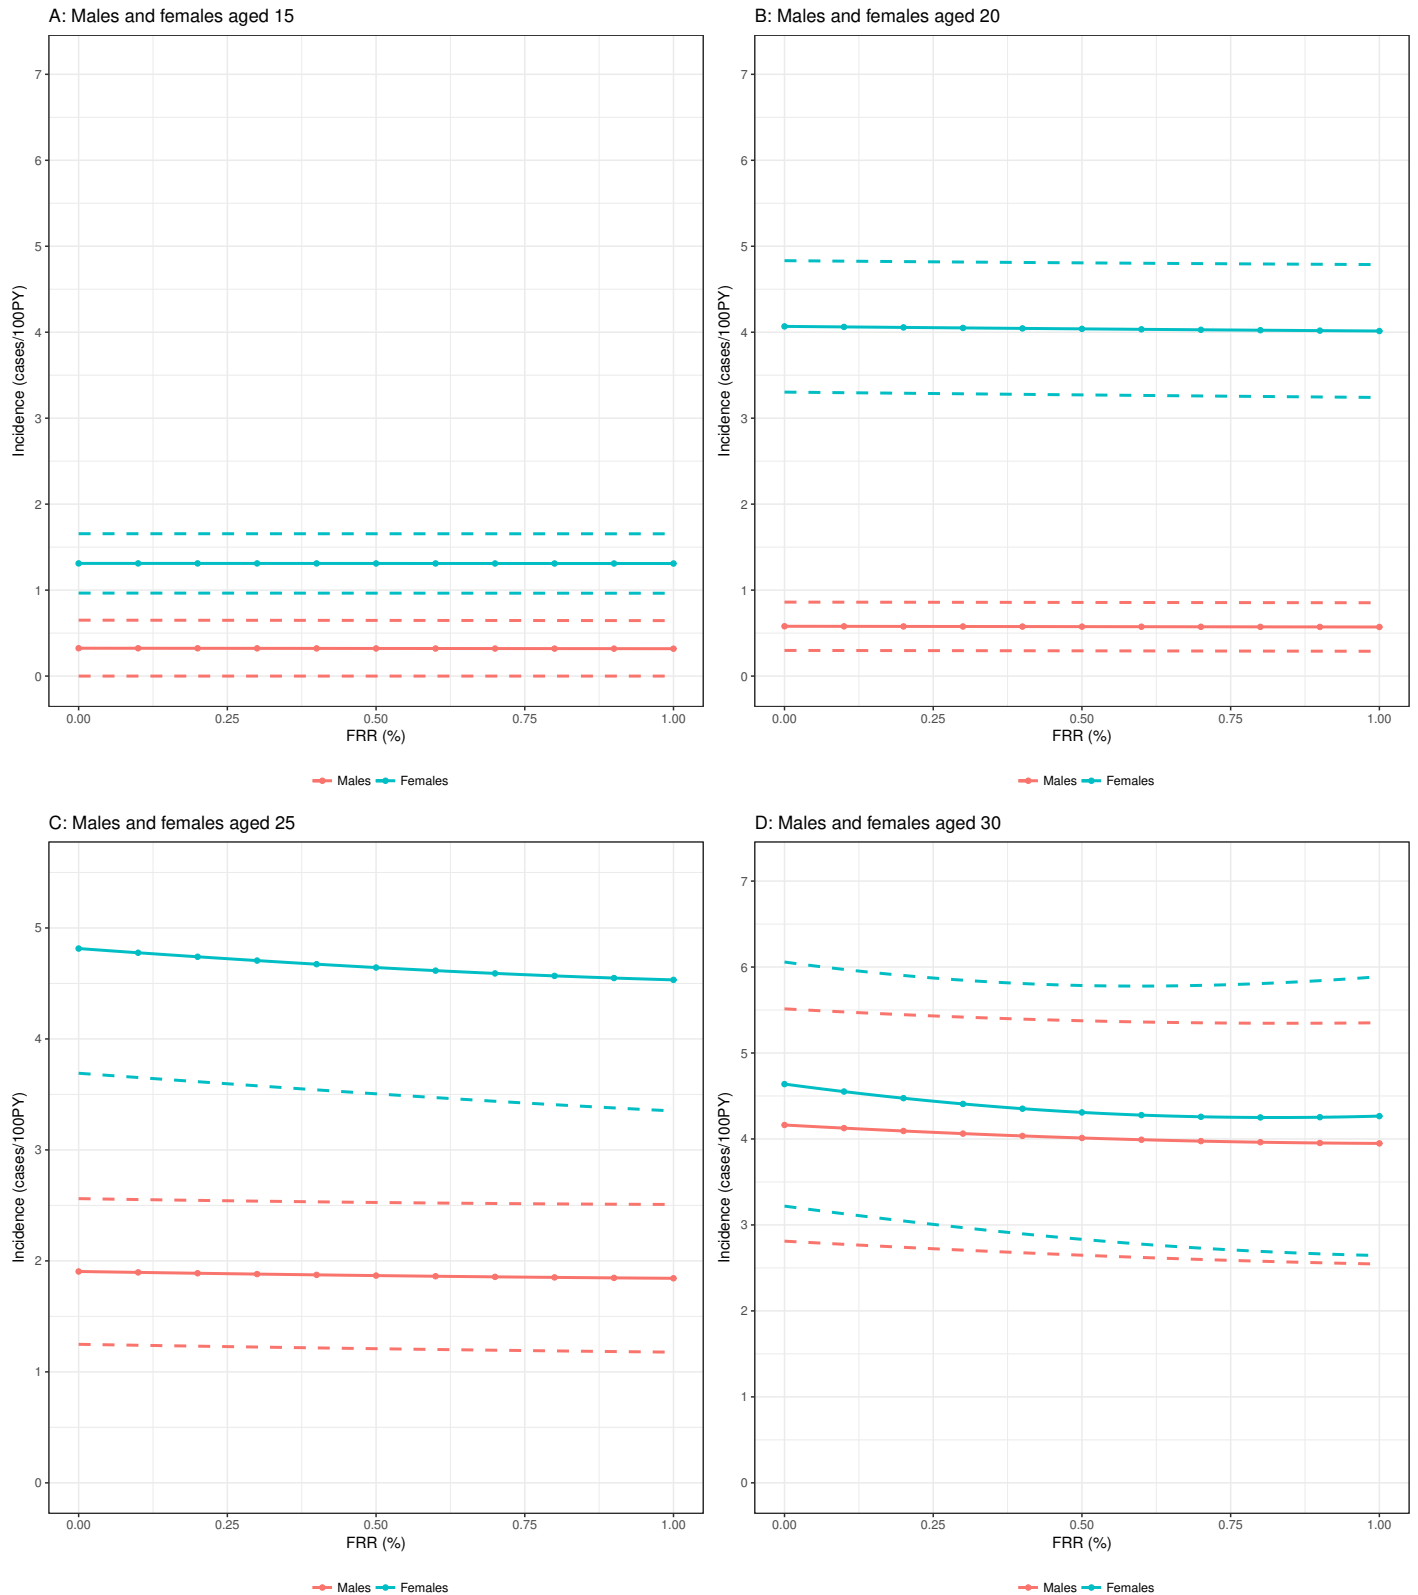 A: Males and females aged 15
7
6
5
4
3
2
1
0
Incidence (cases/100PY)
0.00 0.25 0.50 0.75 1.00
FRR (%)
Males Females
B: Males and females aged 20
7
6
5
4
3
2
1
0
Incidence (cases/100PY)
0.00 0.25 0.50 0.75 1.00
FRR (%)
Males Females
C: Males and females aged 25
5
4
3
2
1
0
Incidence (cases/100PY)
0.00 0.25 0.50 0.75 1.00
FRR (%)
Males Females
D: Males and females aged 30
7
6
5
4
3
2
1
0
Incidence (cases/100PY)
0.00 0.25 0.50 0.75 1.00
FRR (%)
Males Females